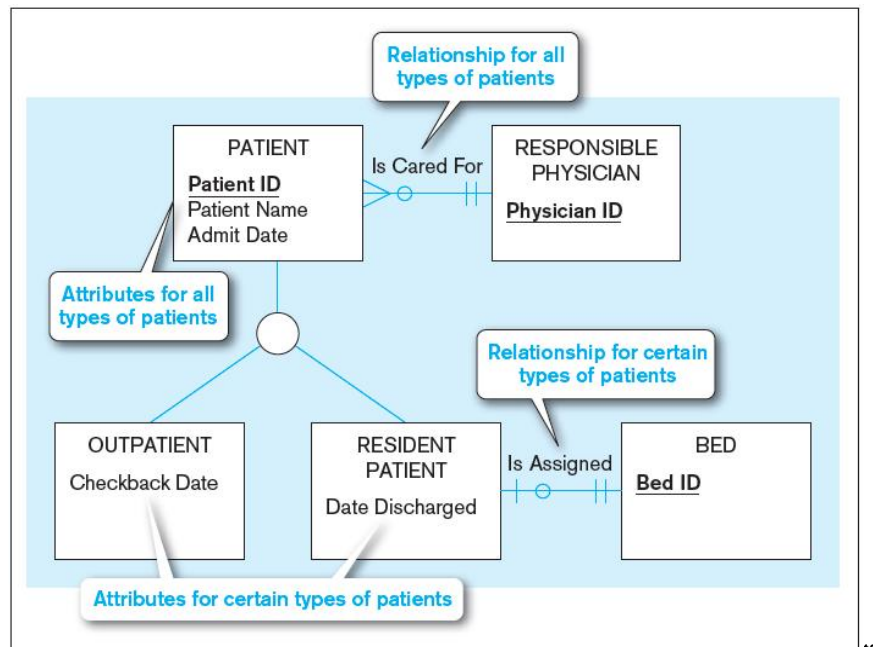 Relationship for all
types of patients
PATIENT
Patient ID
Patient Name
Admit Date
Is Cared For
RESPONSIBLE
PHYSICIAN
Physician ID
Attributes for all
types of patients
Relationship for certain
types of patients
OUTPATIENT
Checkback Date
RESIDENT
PATIENT
Date Discharged
Is Assigned
BED
Bed ID
Attributes for certain types of patients